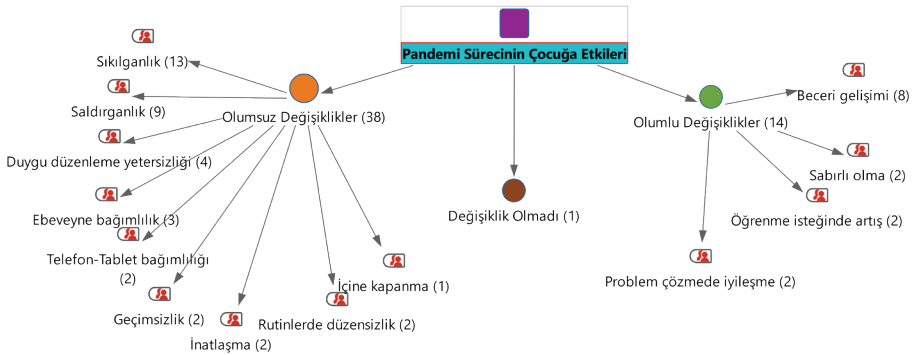 Pandemi Sürecinin Çocuğa Etkileri
Olumsuz Değişiklikler (38)
Sıkılganlık (13)
Saldırganlık (9)
Duygu düzenleme yetersizliği (4)
Ebeveyne bağımlılık (3)
Telefon-Tablet bağımlılığı
(2)
Geçimsizlik (2)
İnatlaşma (2)
Rutinlerde düzensizlik (2)
İçine kapanma (1)
Değişiklik Olmadı (1)
Olumlu Değişiklikler (14)
Beceri gelişimi (8)
Sabırlı olma (2)
Öğrenme isteğinde artış (2)
Problem çözmede iyileşme (2)